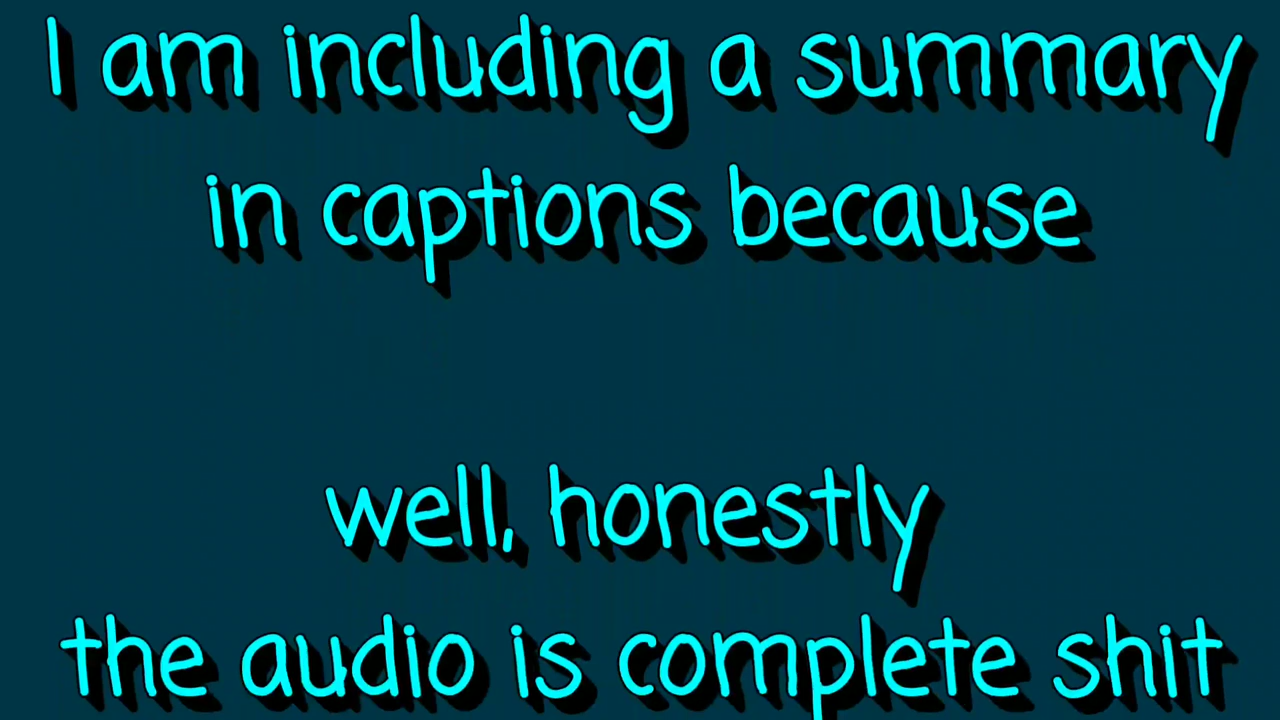 I am including a summary
in captions because
well, honestly
the audio is complete shit